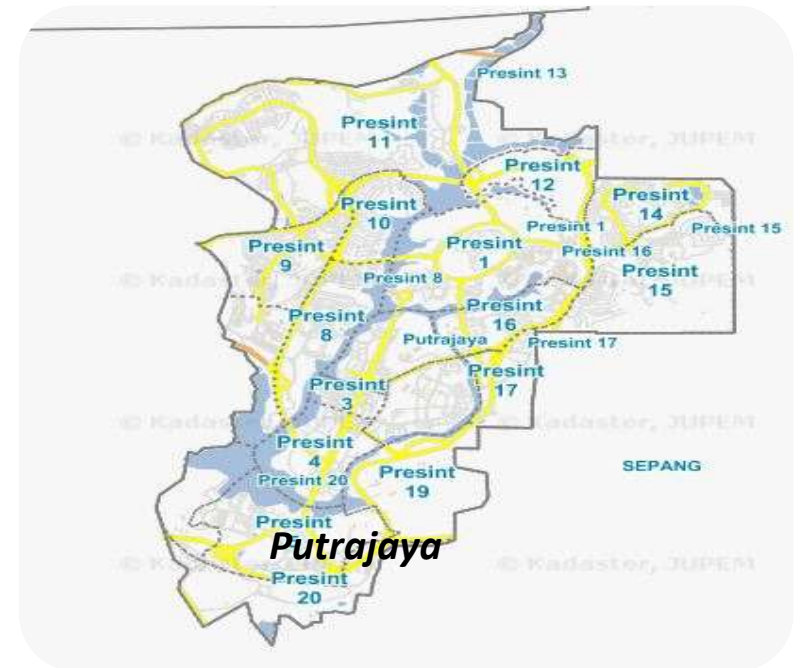 Presint 13
© Kadaster, JUPEM
© Kadaster, JUPEM
Presint
11
Presint
12
Presint
14
Presint
10
Presint 1
Presint 15
Presint
9
Presint
1
Presint 16
Presint 8
Presint
15
© Kadaster, JUPEM
Presint
16
Presint
8
Putrajaya
Presint 17
Presint
17
Presint
3
© Kadaster, JUPEM
Presint
4
SEPANG
Presint 20
Presint
19
Presint
Putrajaya
© Kadaster, JUPEM
Presint
20